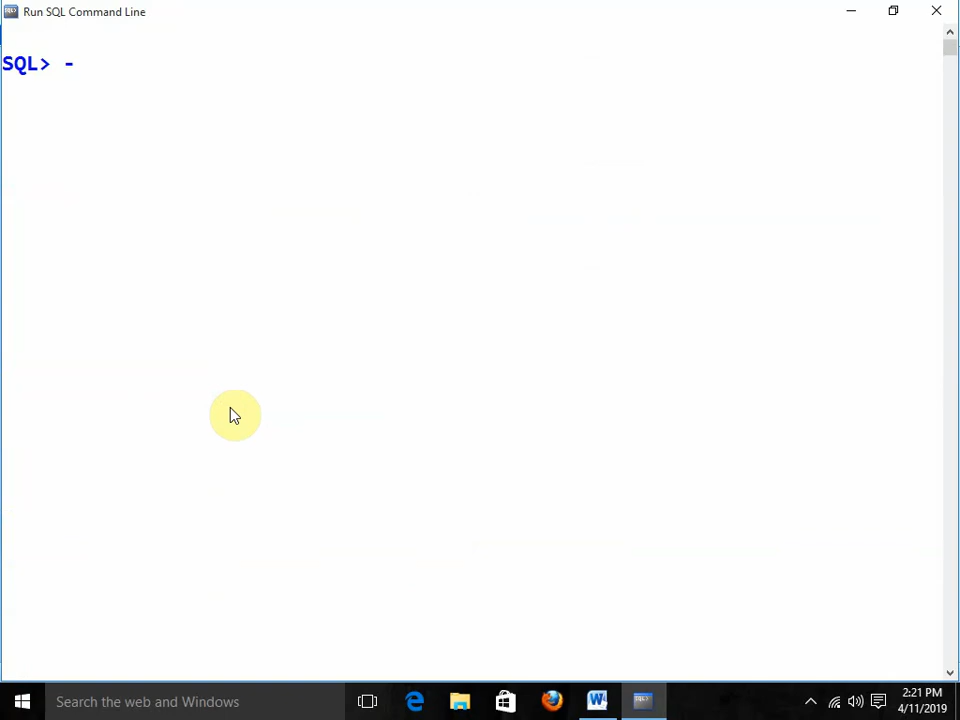 Run SQL Command Line
SQL> -
Search the web and Windows
2:21 PM
4/11/2019